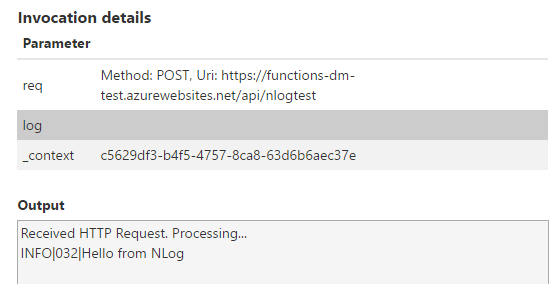 Invocation details
Parameter
req
Method: POST, Uri: https://functions-dm-
test.azurewebsites.net/api/nlogtest
log
_context
c5629df3-b4f5-4757-8ca8-63d6b6aec37e
Output
Received HTTP Request. Processing...
INFO|032|Hello from NLog